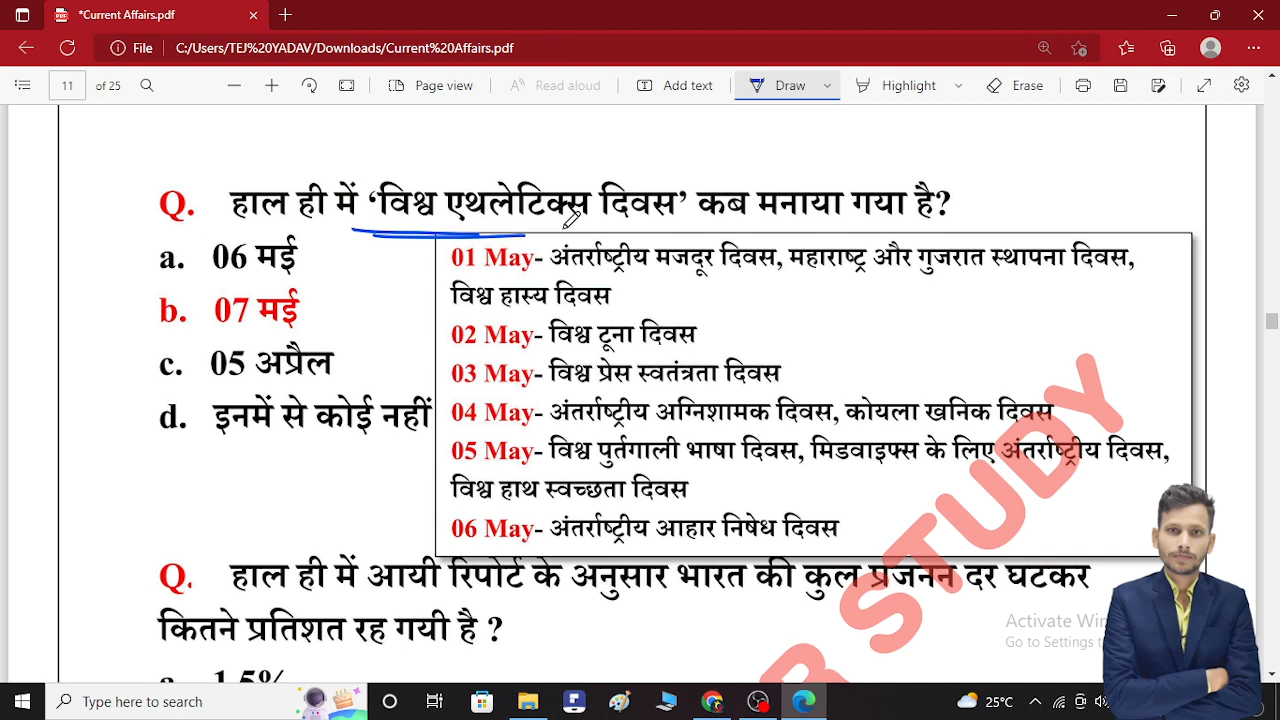 *Current Affairs.pdf
File C:/Users/TEJ%20YADAV/Downloads/Current%20Affairs.pdf
11 of 25 Page view Read aloud Add text Draw Highlight Erase
Q. हाल ही में ‘विश्व एथलेटिक्स दिवस’ कब मनाया गया है?
a. 06 मई
b. 07 मई
c. 05 अप्रैल
d. इनमें से कोई नहीं
01 May- अंतर्राष्ट्रीय मजदूर दिवस, महाराष्ट्र और गुजरात स्थापना दिवस,
विश्व हास्य दिवस
02 May- विश्व टूना दिवस
03 May- विश्व प्रेस स्वतंत्रता दिवस
04 May- अंतर्राष्ट्रीय अग्निशामक दिवस, कोयला खनिक दिवस
05 May- विश्व पुर्तगाली भाषा दिवस, मिडवाइफ्स के लिए अंतर्राष्ट्रीय दिवस,
विश्व हाथ स्वच्छता दिवस
06 May- अंतर्राष्ट्रीय आहार निषेध दिवस
Q. हाल ही में आयी रिपोर्ट के अनुसार भारत की कुल प्रजनन दर घटकर
कितने प्रतिशत रह गयी है ?
a. 1.5%
R STUDY
Activate Win
Go to Settings t
Type here to search
25°C